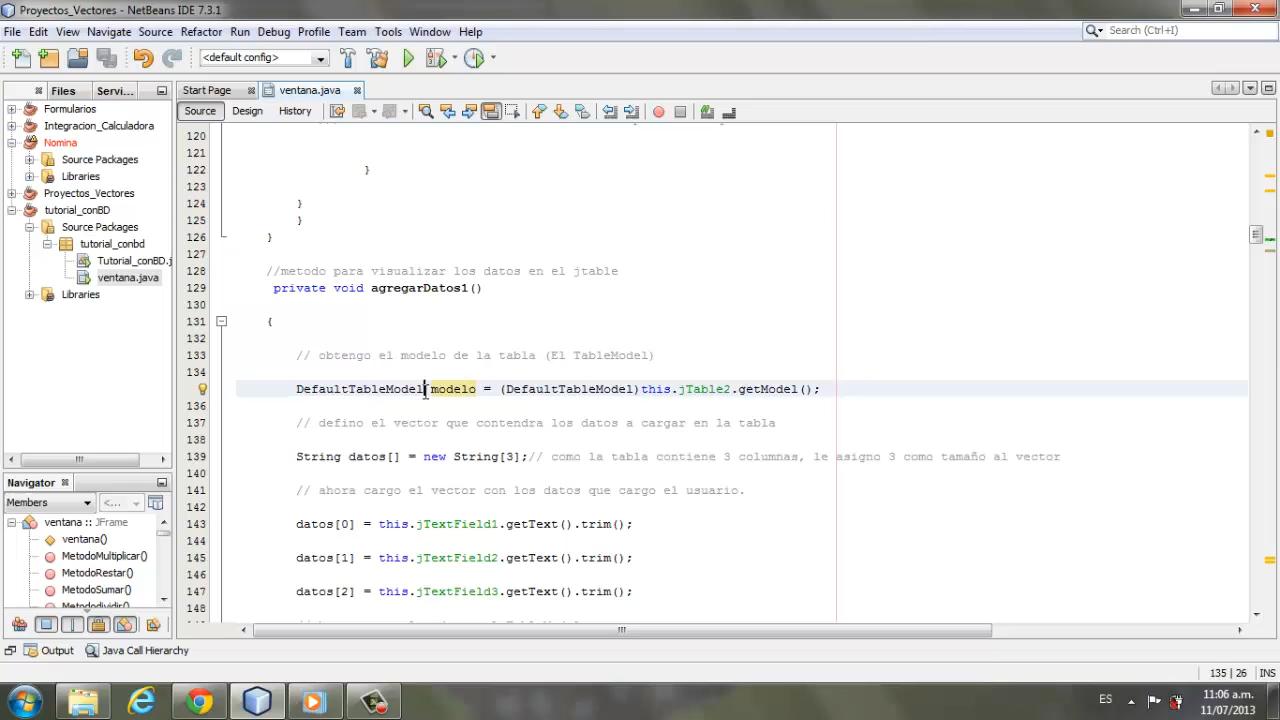 Proyectos_Vectores - NetBeans IDE 7.3.1
File Edit View Navigate Source Refactor Run Debug Profile Team Tools Window Help
Search (Ctrl+I)
<default config>
Files Servi...
Start Page ventana.java
Source Design History
Formularios
Integracion_Calculadora
Nomina
Source Packages
Libraries
Proyectos_Vectores
tutorial_conBD
Source Packages
tutorial_conbd
Tutorial_conBD.j
ventana.java
Libraries
Navigator
Members <...
ventana :: JFrame
ventana()
MetodoMultiplicar()
MetodoRestar()
MetodoSumar()
Metododividir()
120
121
122 }
123
124 }
125 }
126 }
127
128 //metodo para visualizar los datos en el jtable
129 private void agregarDatos1()
130
131 {
132
133 // obtengo el modelo de la tabla (El TableModel)
134
DefaultTableModel modelo = (DefaultTableModel)this.jTable2.getModel();
136
137 // defino el vector que contendra los datos a cargar en la tabla
138
139 String datos[] = new String[3];// como la tabla contiene 3 columnas, le asigno 3 como tamaño al vector
140
141 // ahora cargo el vector con los datos que cargo el usuario.
142
143 datos[0] = this.jTextField1.getText().trim();
144
145 datos[1] = this.jTextField2.getText().trim();
146
147 datos[2] = this.jTextField3.getText().trim();
148
Output Java Call Hierarchy
135 | 26 INS
ES
11:06 a.m.
11/07/2013